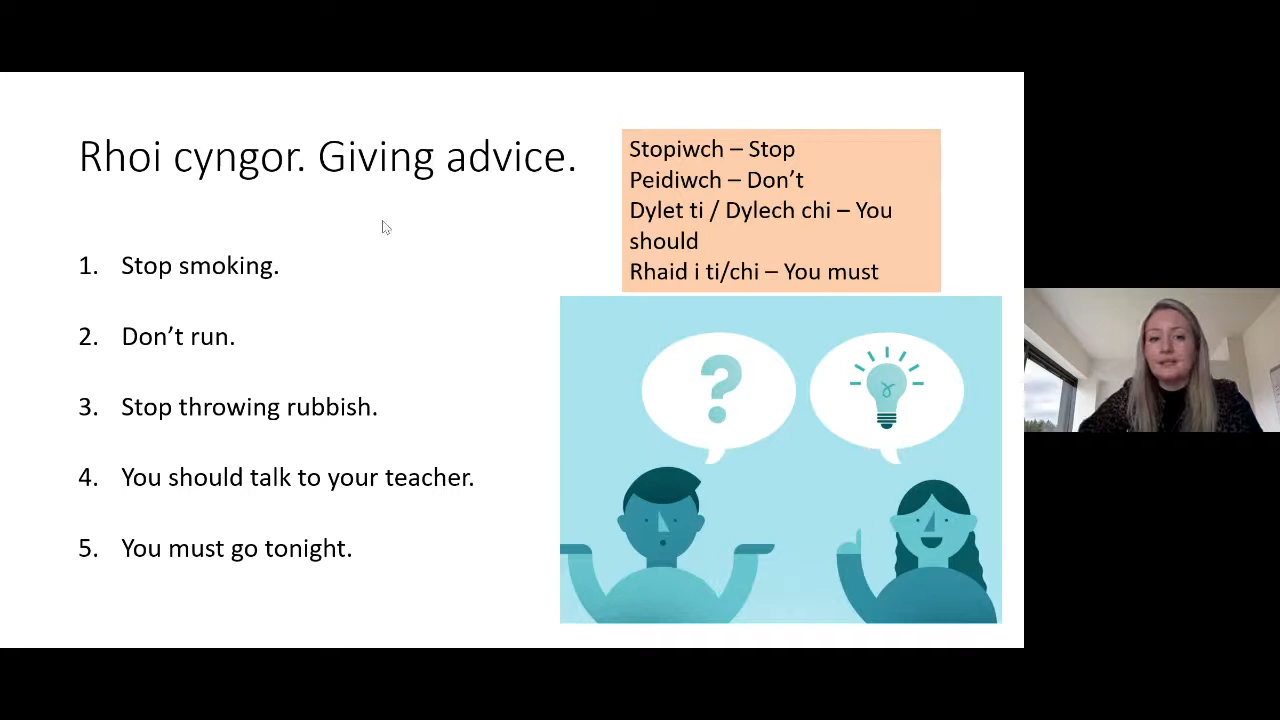 Rhoi cyngor. Giving advice.
Stopiwch – Stop
Peidiwch – Don’t
Dylet ti / Dylech chi – You
should
Rhaid i ti/chi – You must
1. Stop smoking.
2. Don’t run.
3. Stop throwing rubbish.
4. You should talk to your teacher.
5. You must go tonight.
?